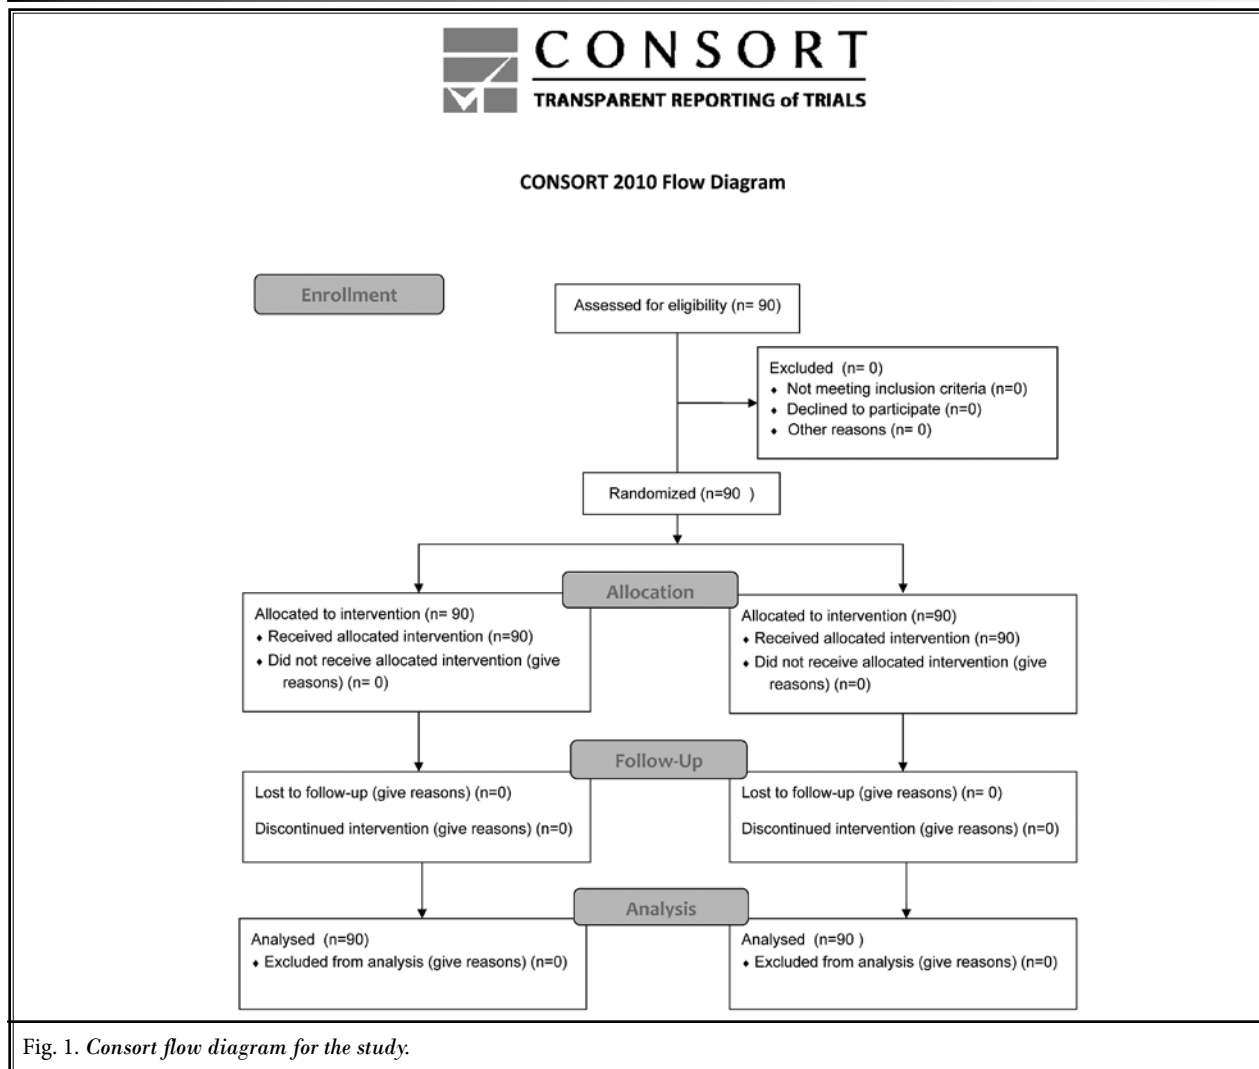 CONSORT
TRANSPARENT REPORTING of TRIALS
CONSORT 2010 Flow Diagram
Enrollment
Assessed for eligibility (n= 90)
Excluded (n= 0)
♦ Not meeting inclusion criteria (n=0)
♦ Declined to participate (n=0)
♦ Other reasons (n= 0)
Randomized (n=90 )
Allocation
Allocated to intervention (n= 90)
♦ Received allocated intervention (n=90)
♦ Did not receive allocated intervention (give
reasons) (n= 0)
Allocated to intervention (n=90)
♦ Received allocated intervention (n=90)
♦ Did not receive allocated intervention (give
reasons) (n=0)
Follow-Up
Lost to follow-up (give reasons) (n=0)
Discontinued intervention (give reasons) (n=0)
Lost to follow-up (give reasons) (n= 0)
Discontinued intervention (give reasons) (n=0)
Analysis
Analysed (n=90)
♦ Excluded from analysis (give reasons) (n=0)
Analysed (n=90 )
♦ Excluded from analysis (give reasons) (n=0)
Fig. 1. Consort flow diagram for the study.